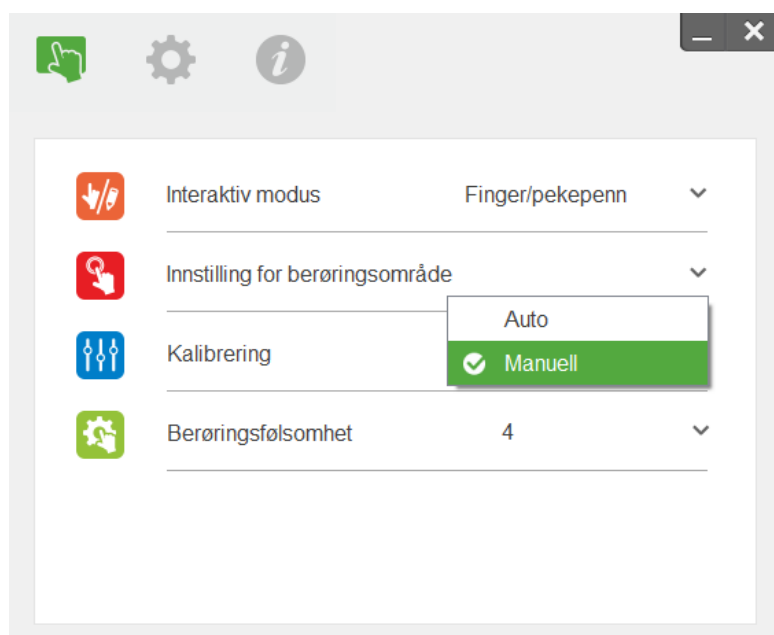 Interaktiv modus Finger/pekepenn
Innstilling for berøringsområde
Auto
Kalibrering
Manuell
Berøringsfølsomhet 4